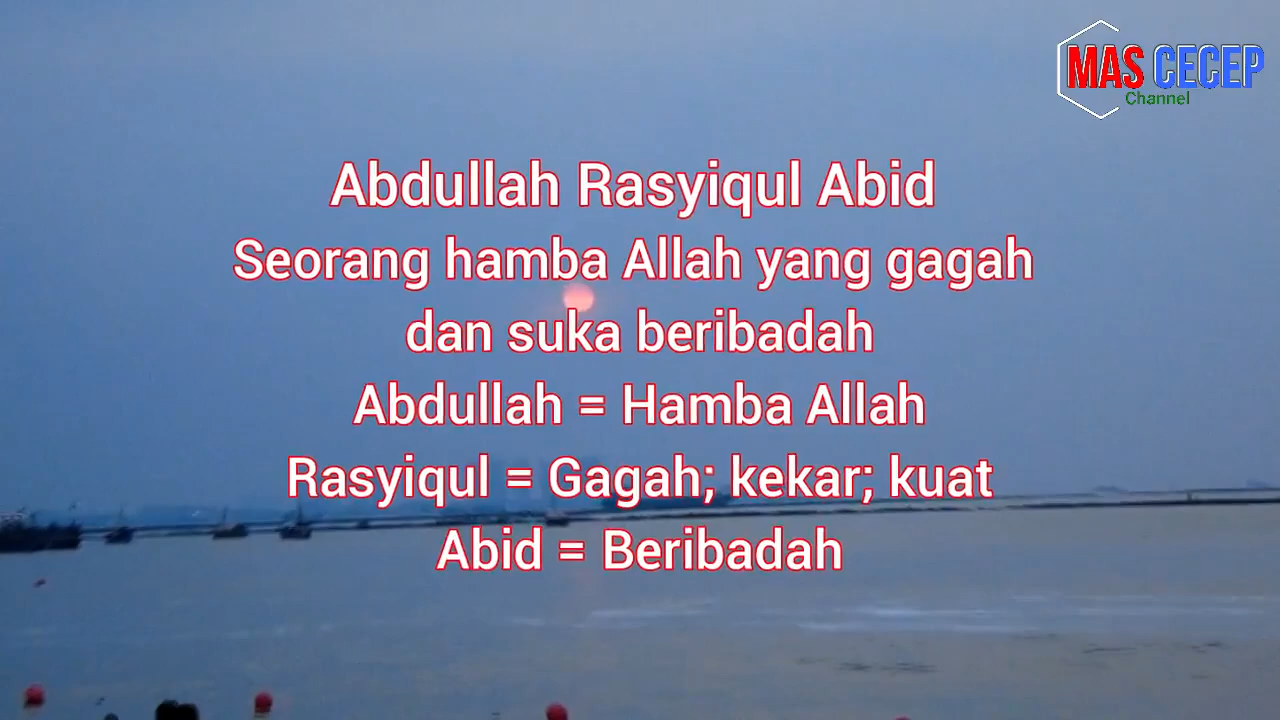 MAS CECEP
Channel
Abdullah Rasyiqul Abid
Seorang hamba Allah yang gagah
dan suka beribadah
Abdullah = Hamba Allah
Rasyiqul = Gagah; kekar; kuat
Abid = Beribadah